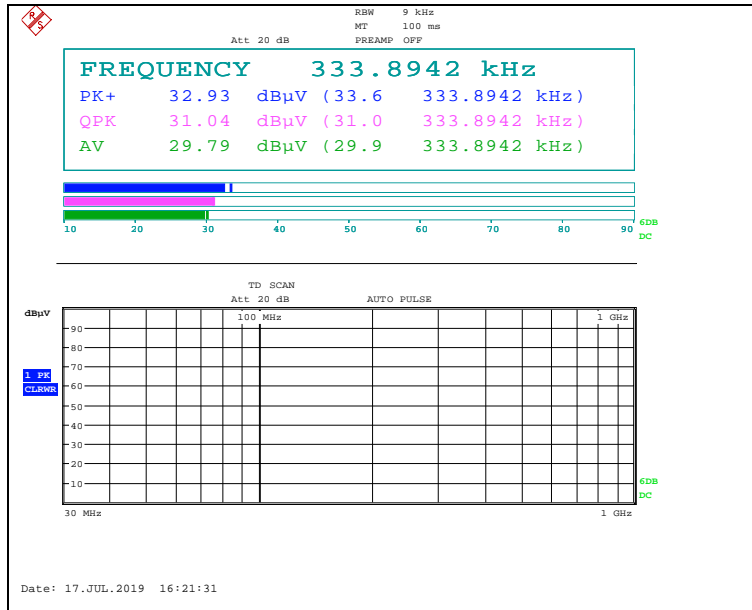 R
S
RBW 9 kHz
MT 100 ms
Att 20 dB PREAMP OFF
FREQUENCY 333.8942 kHz
PK+ 32.93 dBµV (33.6 333.8942 kHz)
QPK 31.04 dBµV (31.0 333.8942 kHz)
AV 29.79 dBµV (29.9 333.8942 kHz)
10 20 30 40 50 60 70 80 90
6DB
DC
TD SCAN
Att 20 dB AUTO PULSE
dBµV
100 MHz 1 GHz
90
80
70
1 PK
60
CLRWR
50
40
30
20
10
6DB
DC
30 MHz 1 GHz
Date: 17.JUL.2019 16:21:31